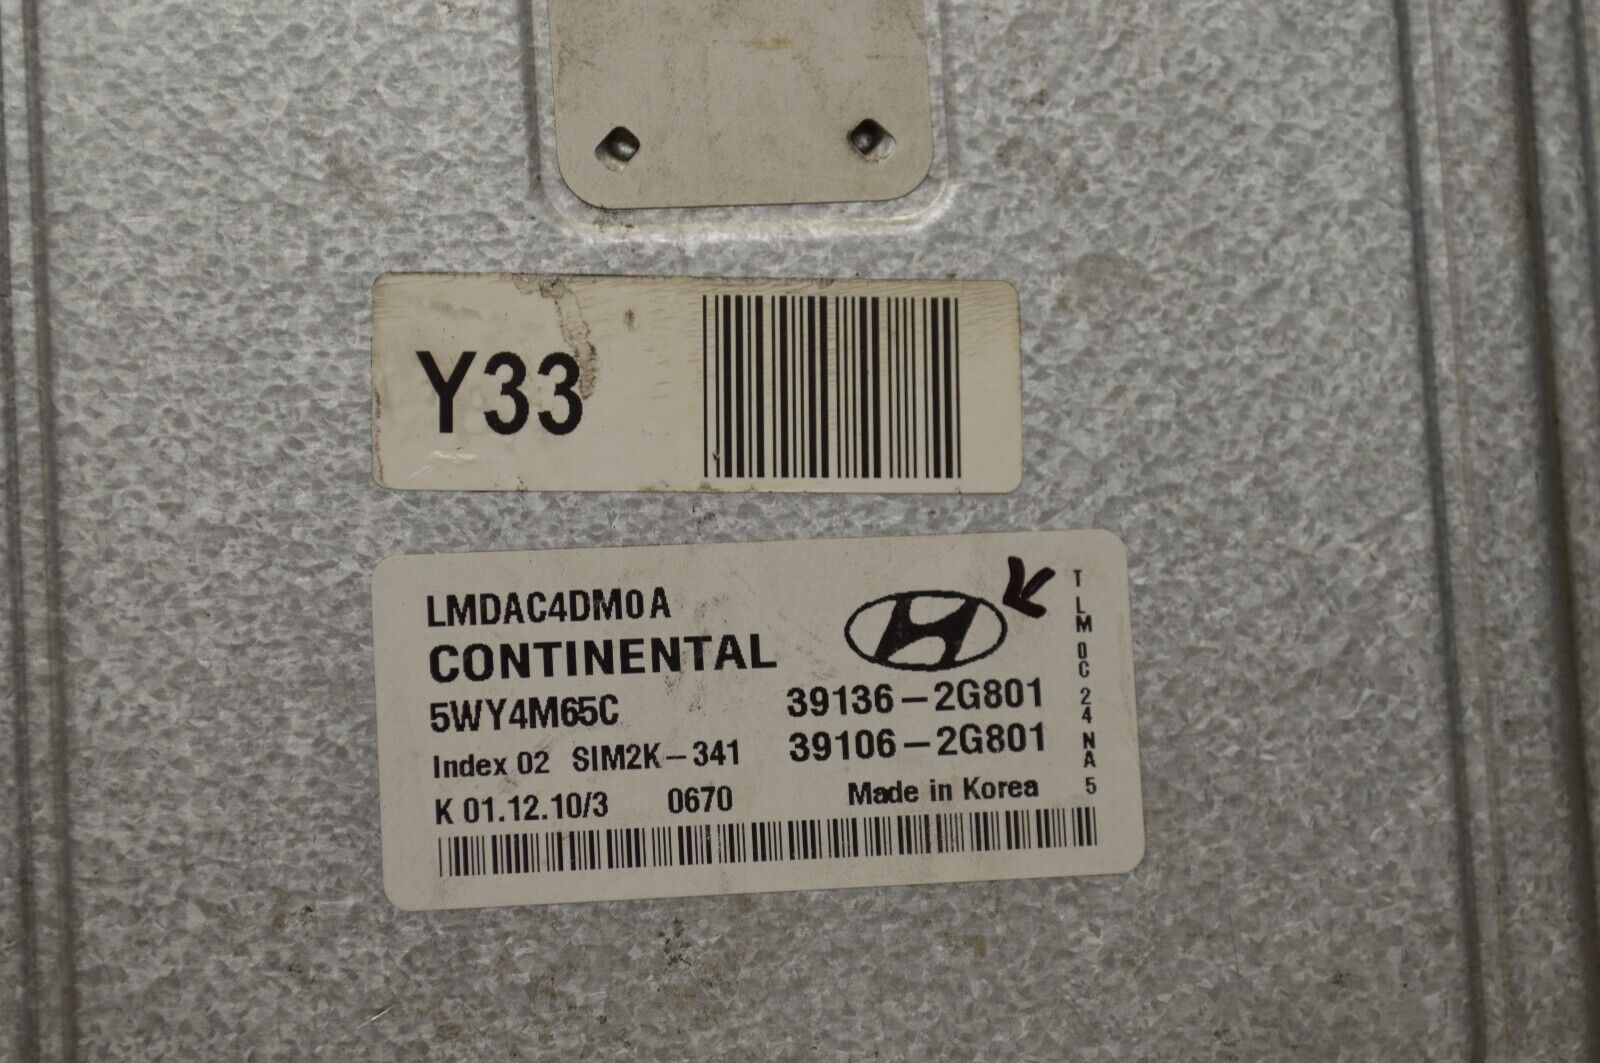 Y33
LMDAC4DM0A
CONTINENTAL
5WY4M65C
39136-2G801
Index 02 SIM2K-341
39106-2G801
K 01.12.10/3 0670
Made in Korea
TLM0C24NA5